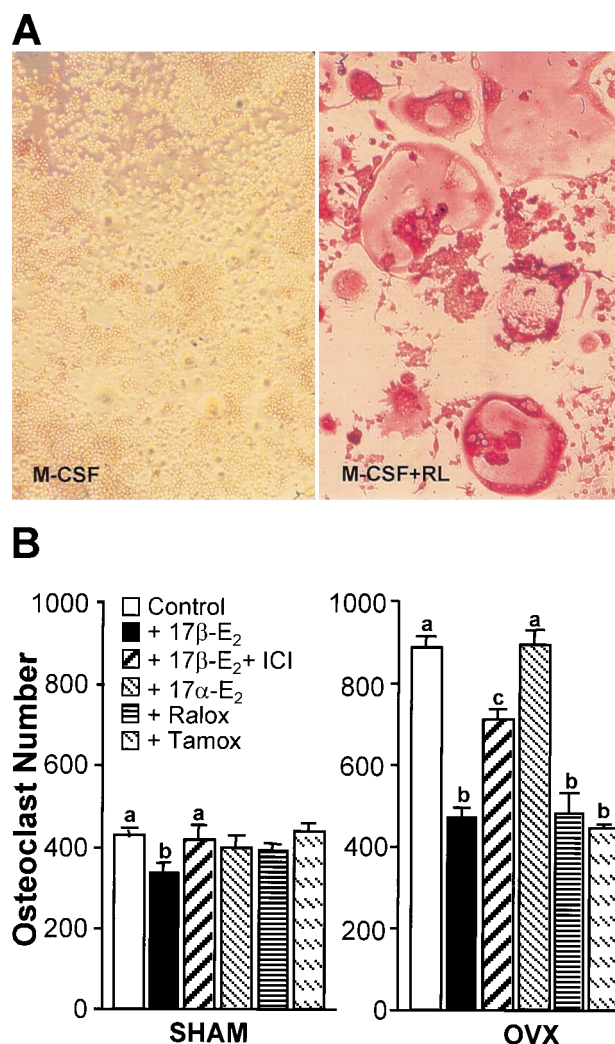 A
M-CSF
M-CSF+RL
B
Osteoclast Number
1000
800
600
400
200
0
Control
+ 17β-E₂
+ 17β-E₂+ ICI
+ 17α-E₂
+ Ralox
+ Tamox
a
b
a
SHAM
1000
800
600
400
200
0
a
b
c
a
b
b
OVX